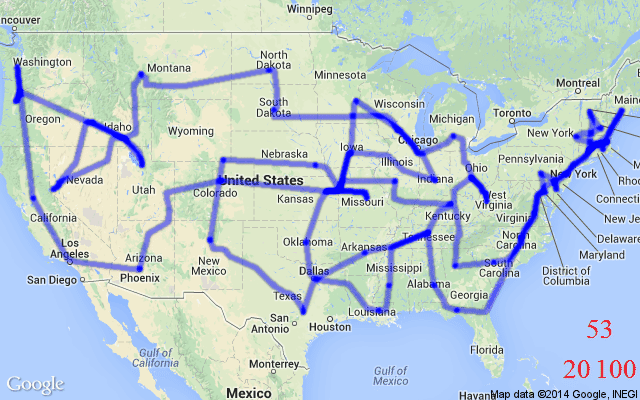 Winnipeg
ancouver
Washington
Montana
North
Dakota
Minnesota
Montreal
Maine
Oregon
Idaho
South
Dakota
Wisconsin
Michigan
Toronto
New York
Wyoming
Chicago
Iowa
Nebraska
Illinois
Indiana
Ohio
Pennsylvania
New York
Rho
Nevada
Utah
Colorado
United States
Kansas
Missouri
West
Virginia
Connecti
New Je
Kentucky
Virginia
Delaware
California
Maryland
Los
Angeles
Arizona
Phoenix
New
Mexico
Oklahoma
Arkansas
Tennessee
North
Carolina
South
Carolina
District of
Columbia
San Diego
Dallas
Mississippi
Alabama
Georgia
Texas
San
Antonio
Houston
Louisiana
Florida
53
Gulf of
California
Monterrey
Gulf of
Mexico
20 100
Google
Mexico
Havana
Map data ©2014 Google, INEGI